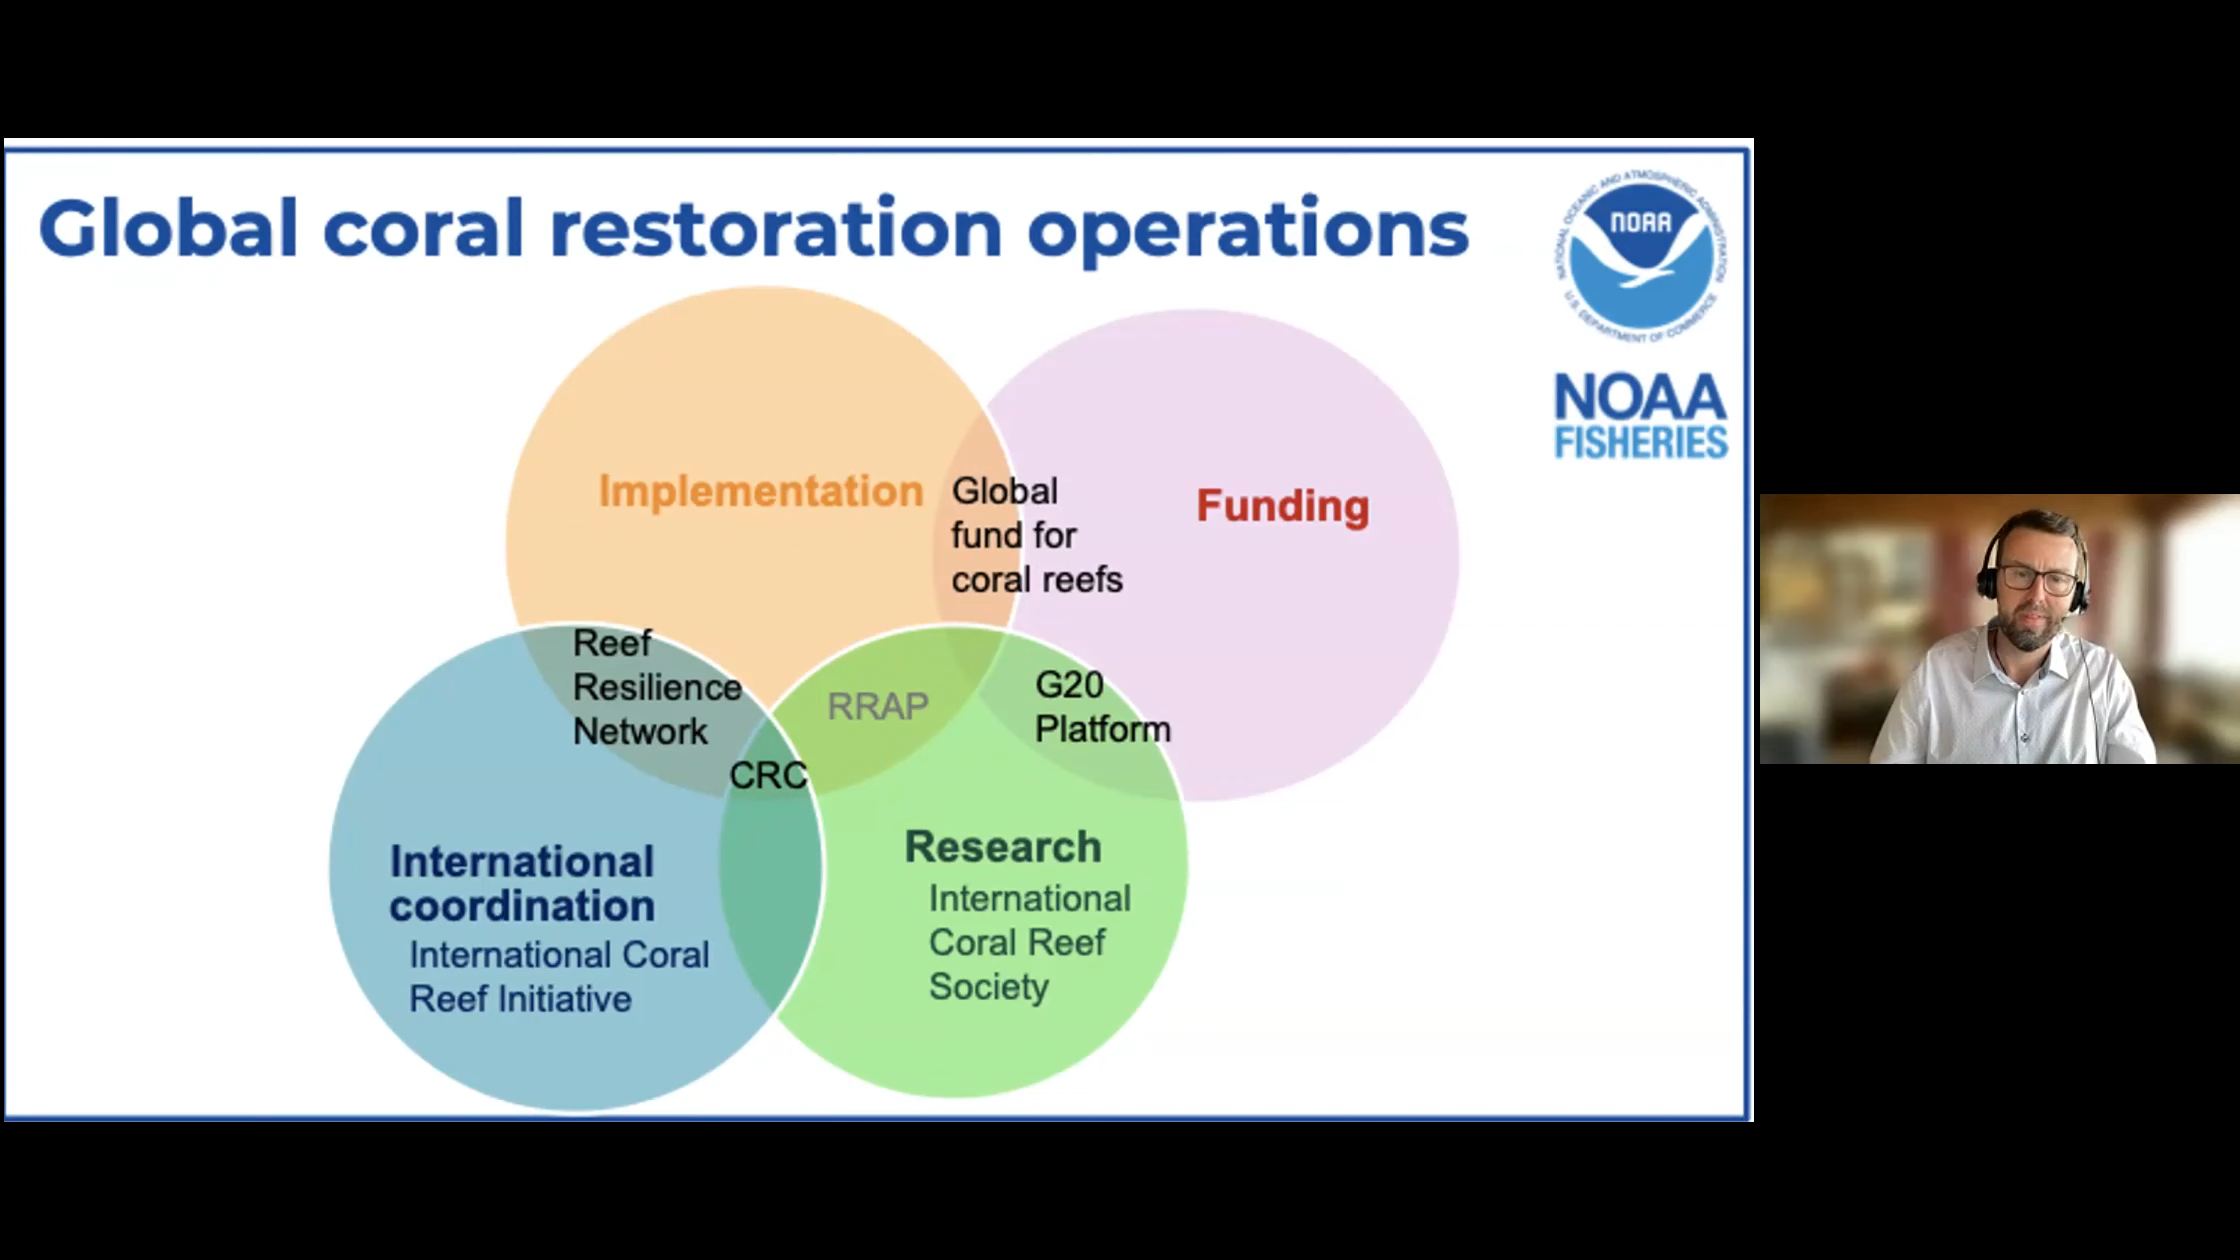 Global coral restoration operations
NATIONAL OCEANIC AND ATMOSPHERIC ADMINISTRATION
NOAA
U.S. DEPARTMENT OF COMMERCE
NOAA
FISHERIES
Implementation
Global
fund for
coral reefs
Funding
Reef
Resilience
Network
RRAP
G20
Platform
CRC
International
coordination
International Coral
Reef Initiative
Research
International
Coral Reef
Society